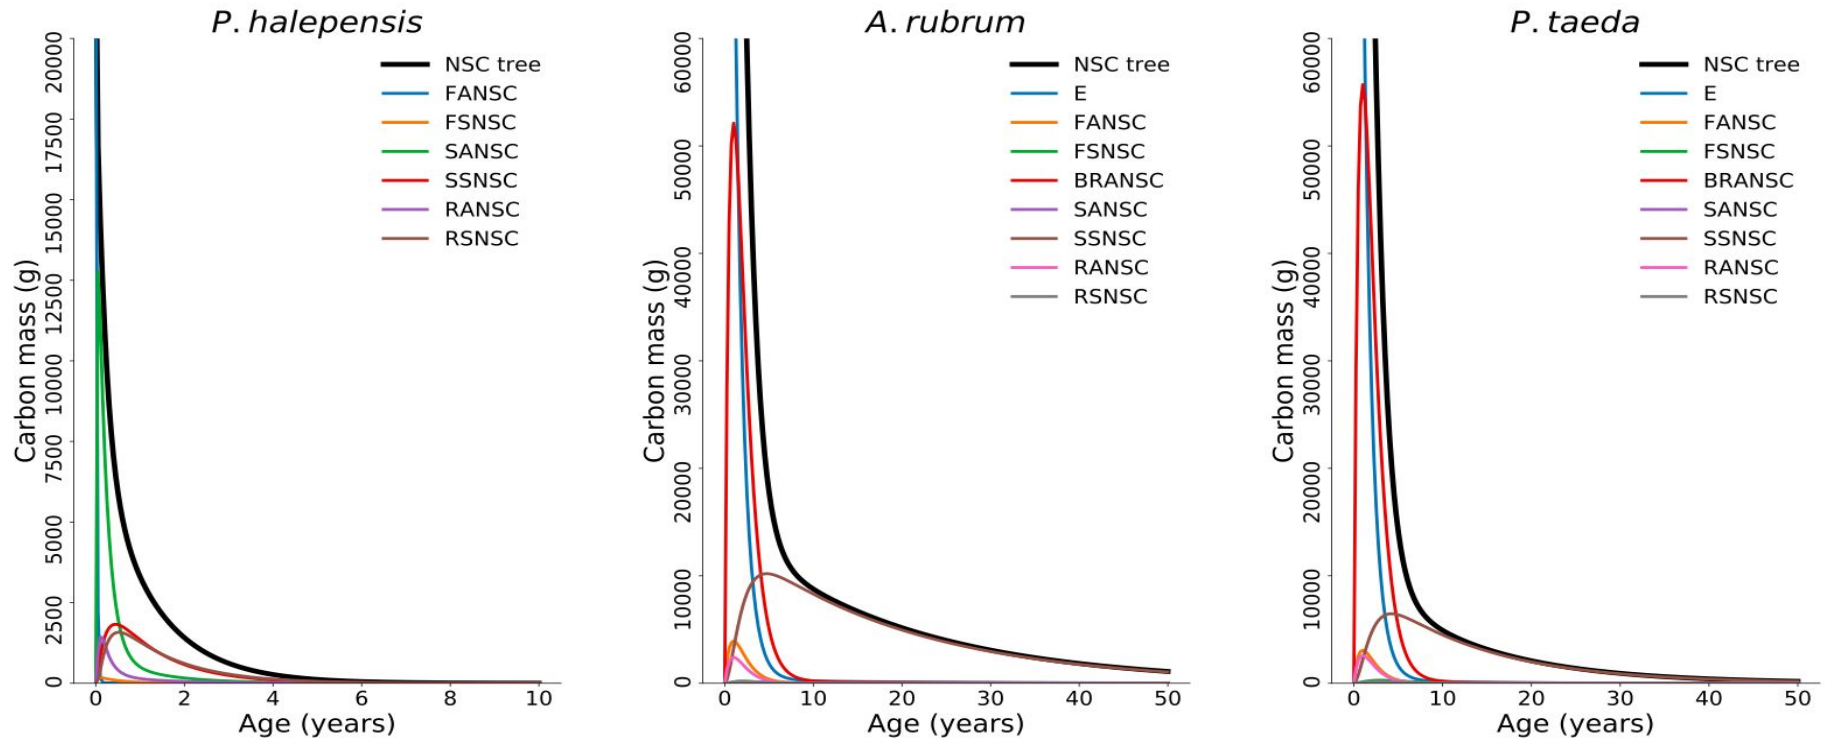 P. halepensis
20000
17500
15000
12500
10000
7500
5000
2500
0
Carbon mass (g)
NSC tree
FANSC
FSNSC
SANSC
SSNSC
RANSC
RSNSC
0 2 4 6 8 10
Age (years)
A. rubrum
60000
50000
40000
30000
20000
10000
0
Carbon mass (g)
NSC tree
E
FANSC
FSNSC
BRANSC
SANSC
SSNSC
RANSC
RSNSC
0 10 20 30 40 50
Age (years)
P. taeda
60000
50000
40000
30000
20000
10000
0
Carbon mass (g)
NSC tree
E
FANSC
FSNSC
BRANSC
SANSC
SSNSC
RANSC
RSNSC
0 10 20 30 40 50
Age (years)